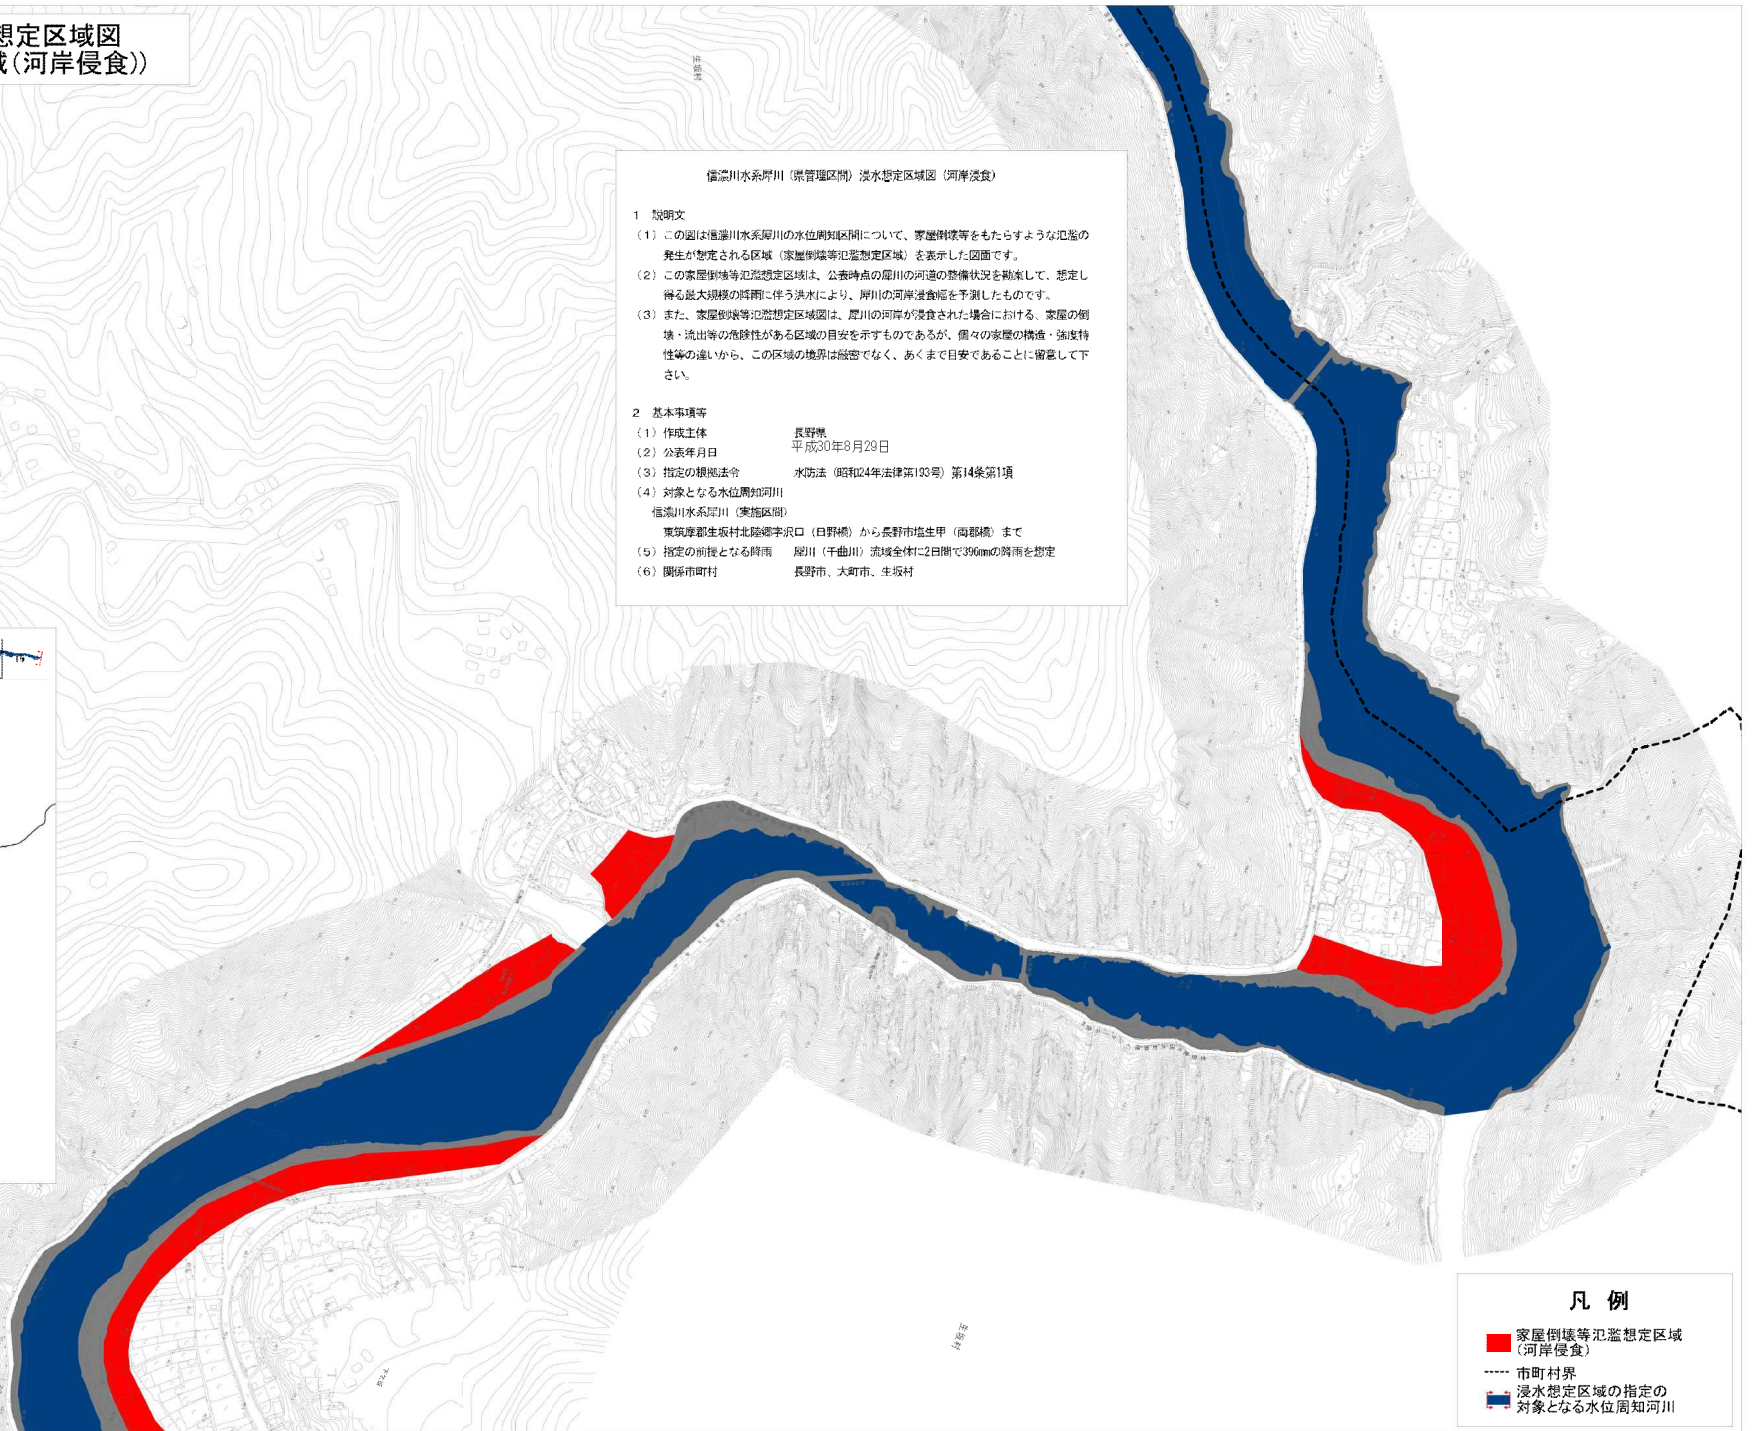 想定区域図
域(河岸侵食))
生坂村
信濃川水系犀川（県管理区間）浸水想定区域図（河岸浸食）
1 説明文
（1）この図は信濃川水系犀川の水位周知区間について、家屋倒壊等をもたらすような氾濫の
発生が想定される区域（家屋倒壊等氾濫想定区域）を表示した図面です。
（2）この家屋倒壊等氾濫想定区域は、公表時点の犀川の河道の整備状況を勘案して、想定し
得る最大規模の降雨に伴う洪水により、犀川の河岸浸食幅を予測したものです。
（3）また、家屋倒壊等氾濫想定区域図は、犀川の河岸が浸食された場合における、家屋の倒
壊・流出等の危険性がある区域の目安を示すものであるが、個々の家屋の構造・強度特
性等の違いから、この区域の境界は厳密でなく、あくまで目安であることに留意して下
さい。
2 基本事項等
（1）作成主体 長野県
（2）公表年月日 平成30年8月29日
（3）指定の根拠法令 水防法（昭和24年法律第193号）第14条第1項
（4）対象となる水位周知河川
信濃川水系犀川（実施区間）
東筑摩郡生坂村北陸郷字沢口（日野橋）から長野市塩生甲（両郡橋）まで
（5）指定の前提となる降雨 犀川（千曲川）流域全体に2日間で396mmの降雨を想定
（6）関係市町村 長野市、大町市、生坂村
生坂村
凡 例
家屋倒壊等氾濫想定区域
（河岸侵食）
市町村界
浸水想定区域の指定の
対象となる水位周知河川